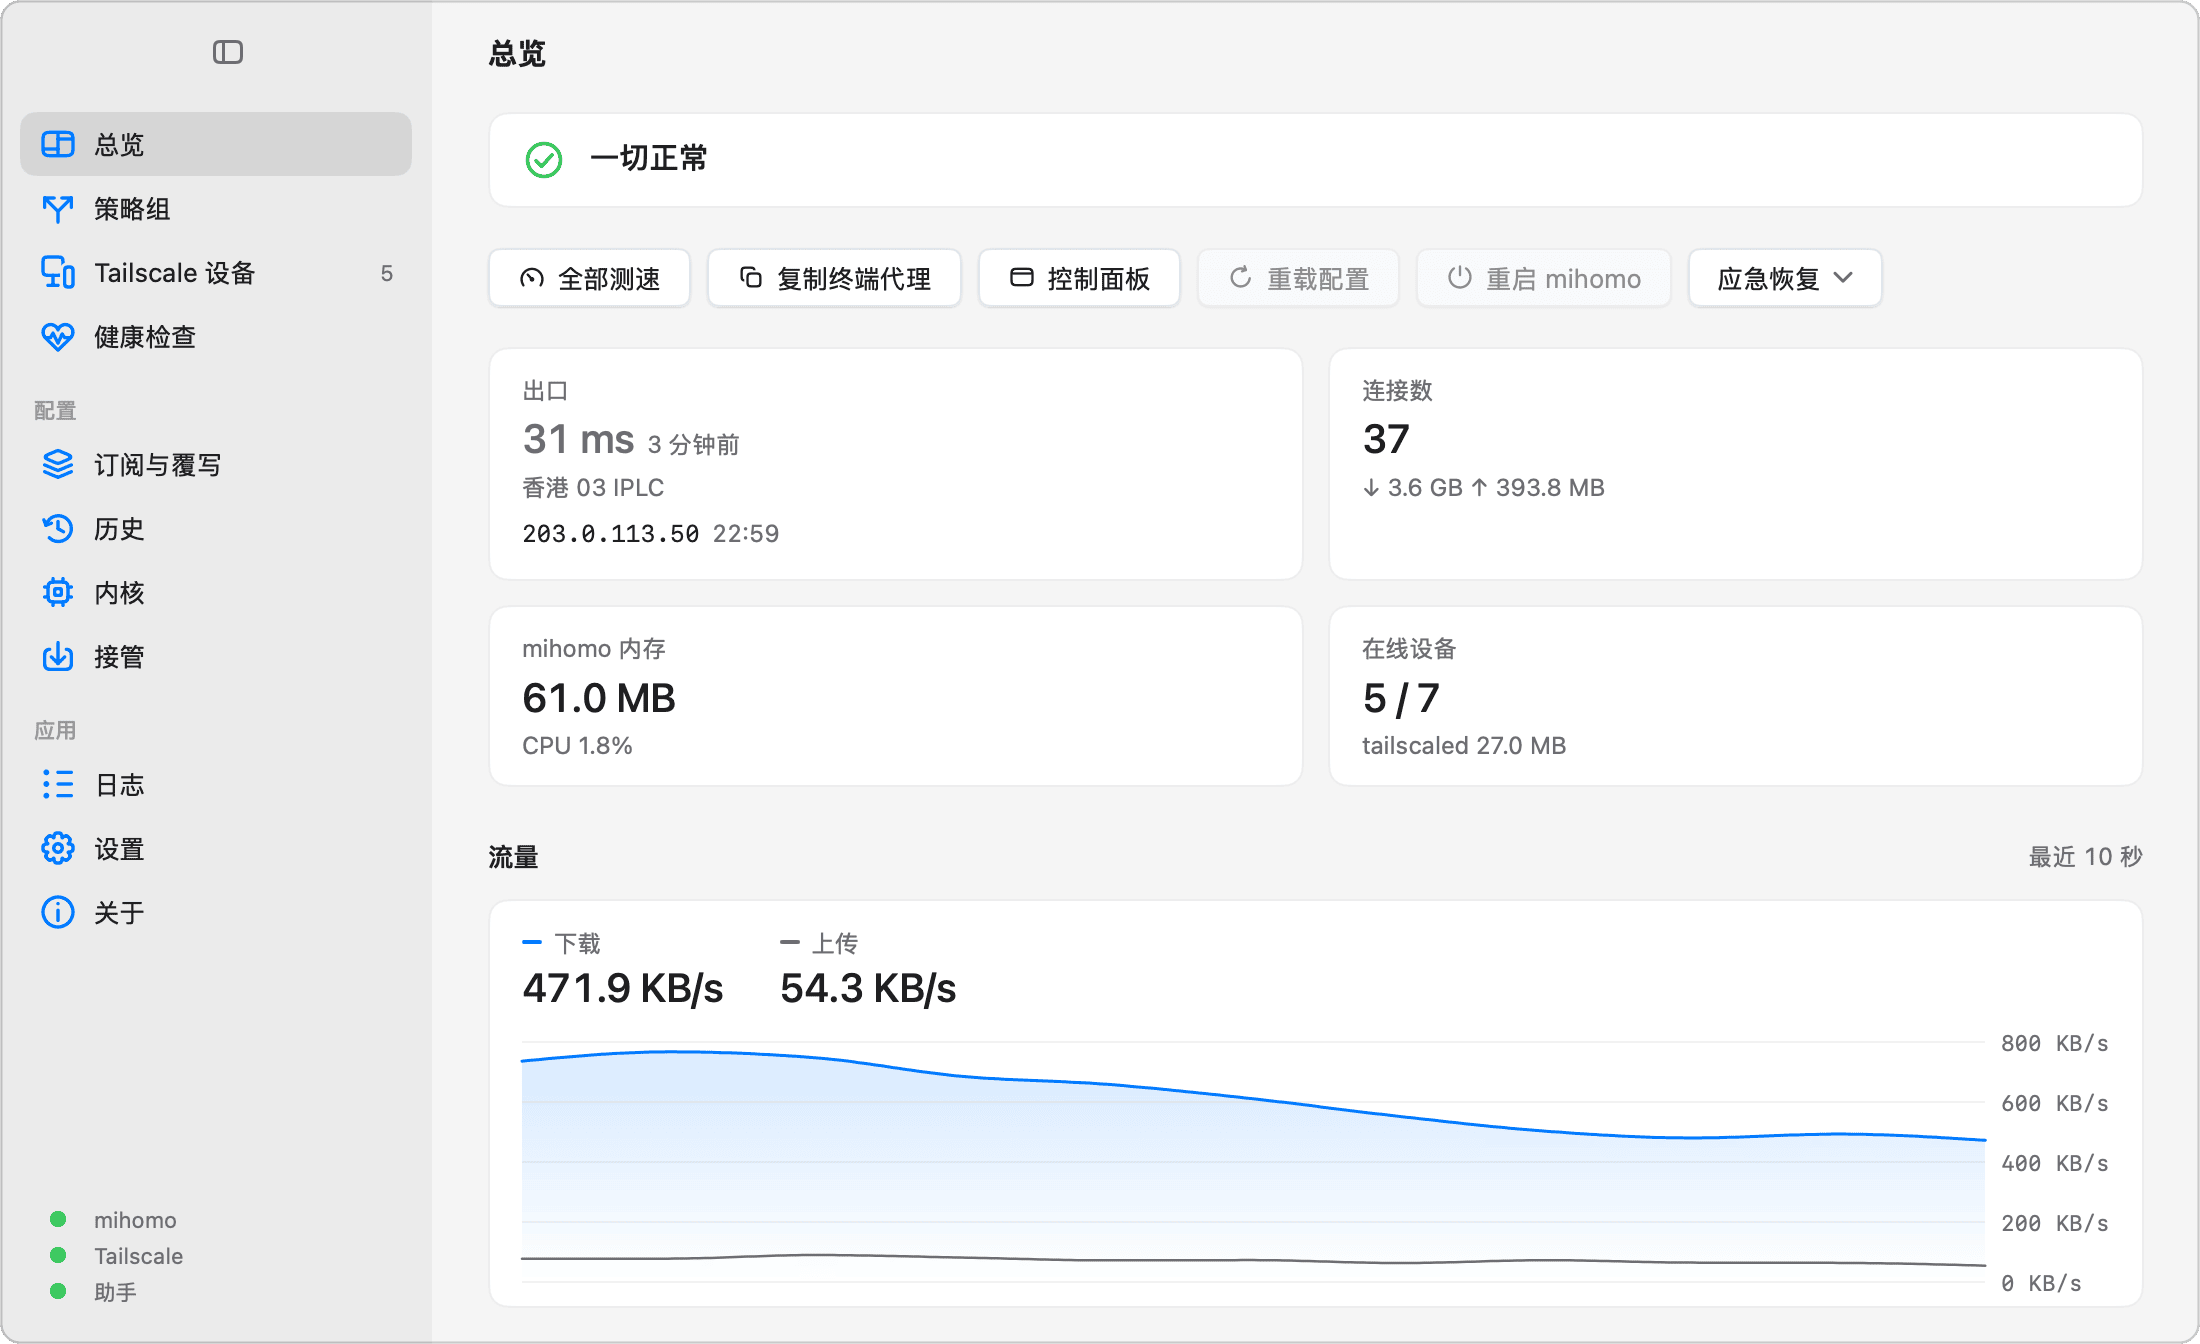 总览
策略组
Tailscale 设备 5
健康检查
配置
订阅与覆写
历史
内核
接管
应用
日志
设置
关于
mihomo
Tailscale
助手
总览
一切正常
全部测速 复制终端代理 控制面板 重载配置 重启 mihomo 应急恢复
出口
31 ms 3 分钟前
香港 03 IPLC
203.0.113.50 22:59
连接数
37
↓ 3.6 GB ↑ 393.8 MB
mihomo 内存
61.0 MB
CPU 1.8%
在线设备
5 / 7
tailscaled 27.0 MB
流量 最近 10 秒
下载 上传
471.9 KB/s 54.3 KB/s
800 KB/s
600 KB/s
400 KB/s
200 KB/s
0 KB/s